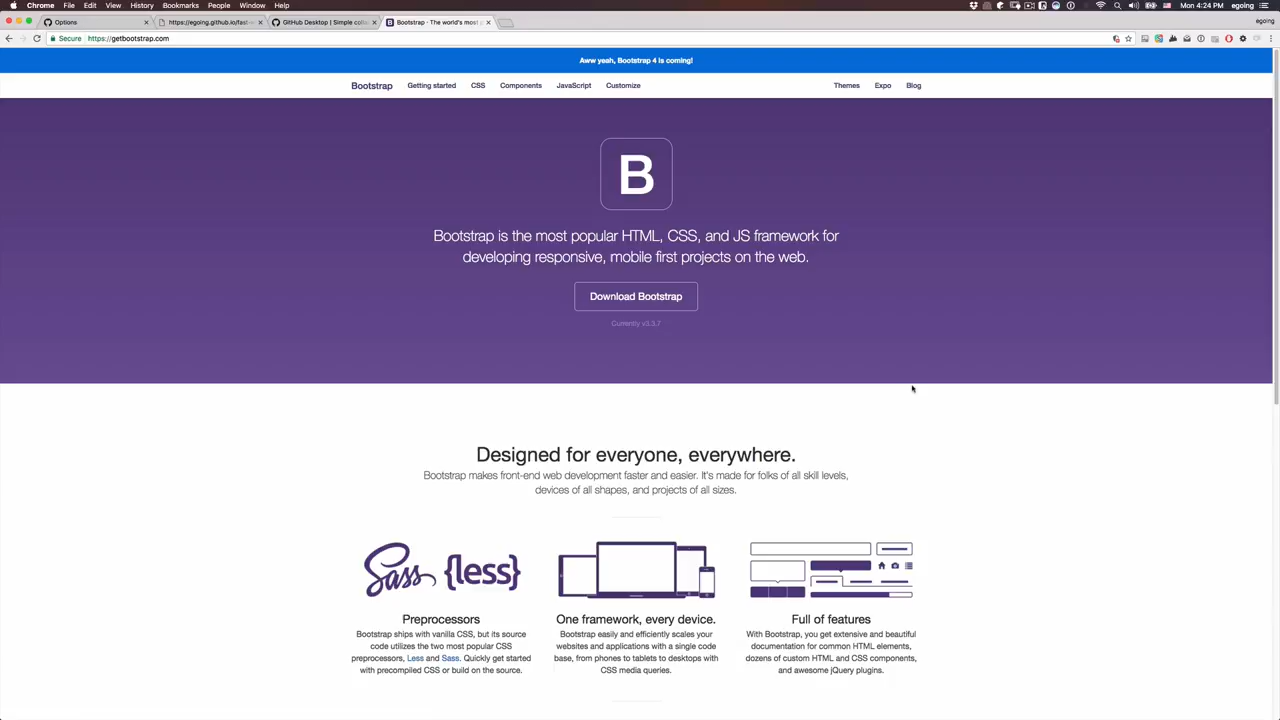 Chrome File Edit View History Bookmarks People Window Help
Mon 4:24 PM egoing
Options
https://egoing.github.io/fast
GitHub Desktop | Simple colla
Bootstrap · The world's most p
egoing
Secure https://getbootstrap.com
Aww yeah, Bootstrap 4 is coming!
Bootstrap Getting started CSS Components JavaScript Customize Themes Expo Blog
B
Bootstrap is the most popular HTML, CSS, and JS framework for
developing responsive, mobile first projects on the web.
Download Bootstrap
Currently v3.3.7
Designed for everyone, everywhere.
Bootstrap makes front-end web development faster and easier. It's made for folks of all skill levels,
devices of all shapes, and projects of all sizes.
Sass {less}
Preprocessors
Bootstrap ships with vanilla CSS, but its source
code utilizes the two most popular CSS
preprocessors, Less and Sass. Quickly get started
with precompiled CSS or build on the source.
One framework, every device.
Bootstrap easily and efficiently scales your
websites and applications with a single code
base, from phones to tablets to desktops with
CSS media queries.
Full of features
With Bootstrap, you get extensive and beautiful
documentation for common HTML elements,
dozens of custom HTML and CSS components,
and awesome jQuery plugins.